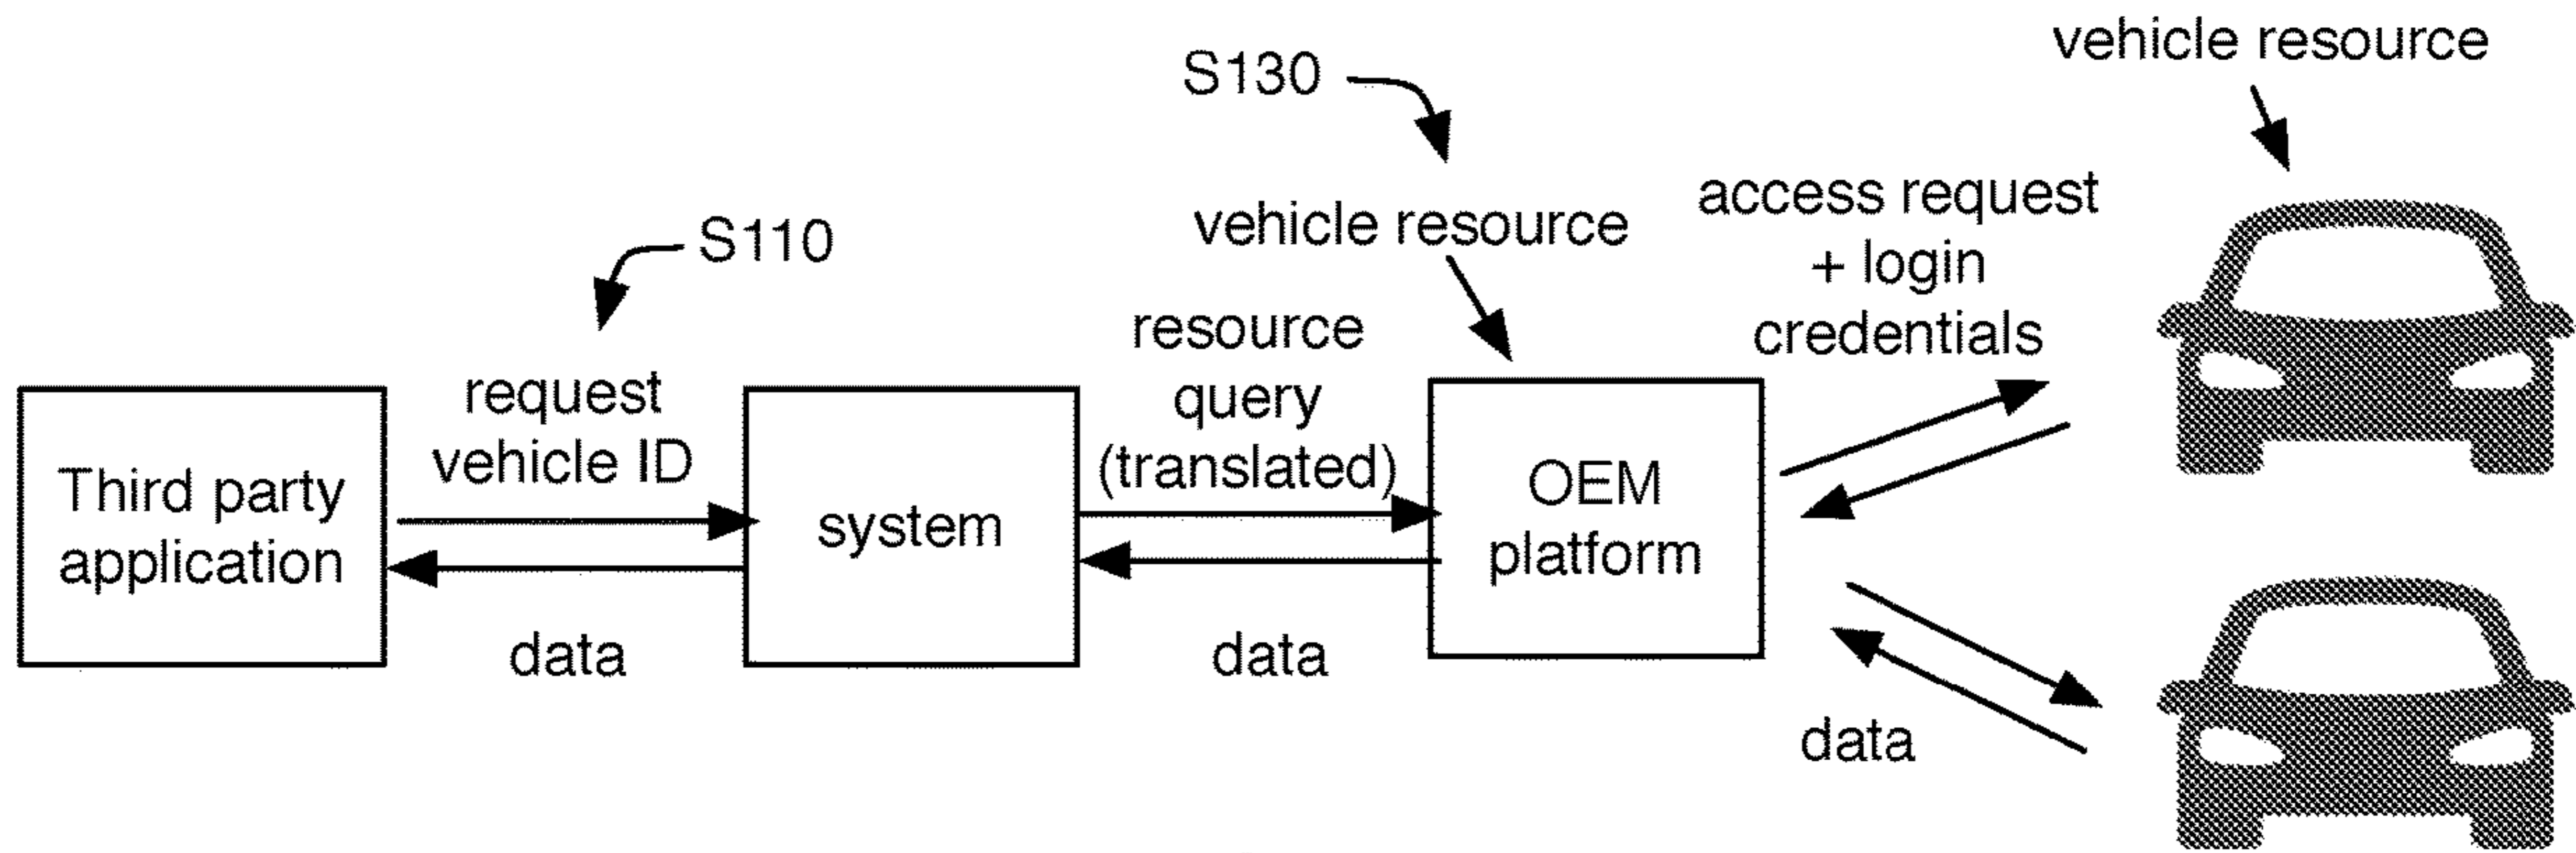 vehicle resource
S130
access request
+ login
credentials
vehicle resource
S110
resource
query
(translated)
request
vehicle ID
Third party
application
system
OEM
platform
data
data
data